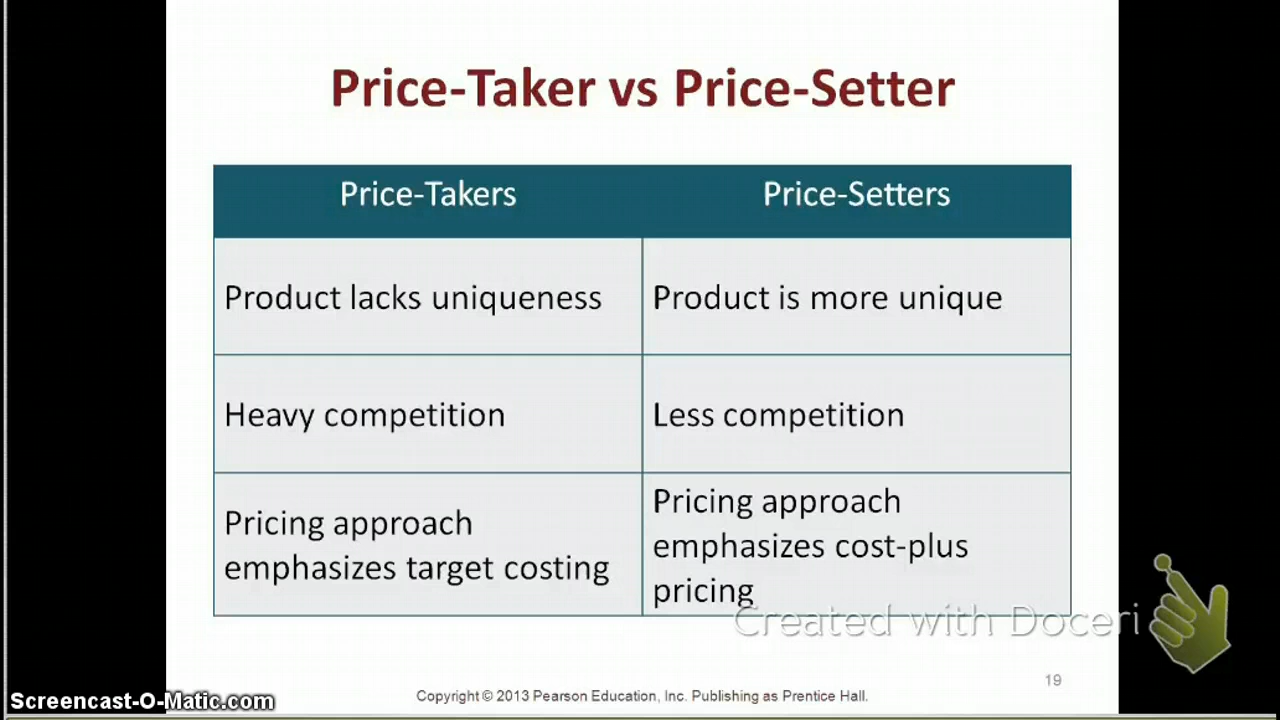 Price-Taker vs Price-Setter
Price-Takers
Price-Setters
Product lacks uniqueness
Product is more unique
Heavy competition
Less competition
Pricing approach
emphasizes target costing
Pricing approach
emphasizes cost-plus
pricing
Created with Doceri
19
Copyright © 2013 Pearson Education, Inc. Publishing as Prentice Hall.
Screencast-O-Matic.com